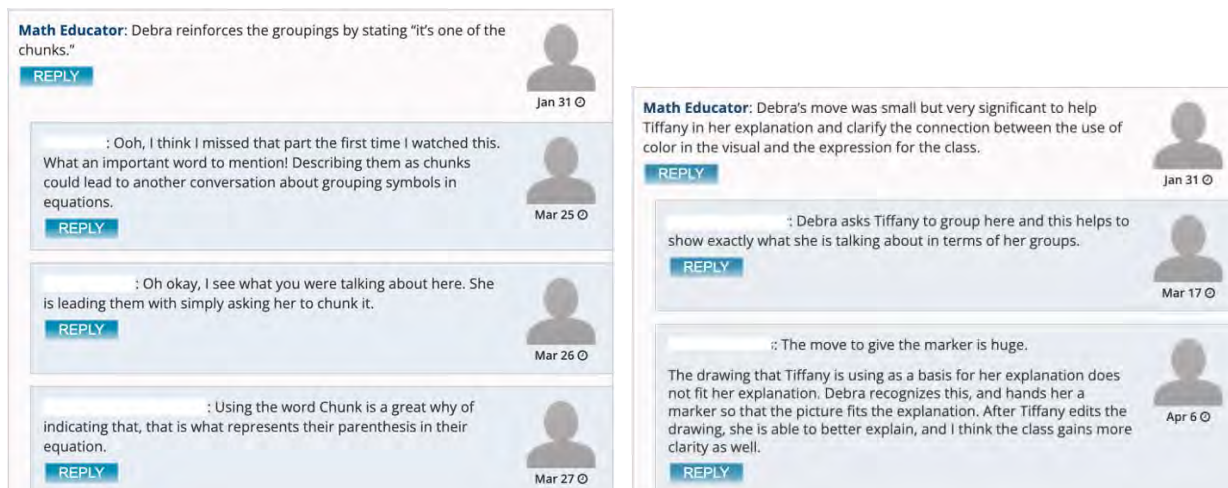 Math Educator: Debra reinforces the groupings by stating “it’s one of the
chunks.”
REPLY
Jan 31
: Ooh, I think I missed that part the first time I watched this.
What an important word to mention! Describing them as chunks
could lead to another conversation about grouping symbols in
equations.
REPLY
Mar 25
: Oh okay, I see what you were talking about here. She
is leading them with simply asking her to chunk it.
REPLY
Mar 26
: Using the word Chunk is a great why of
indicating that, that is what represents their parenthesis in their
equation.
REPLY
Mar 27
Math Educator: Debra’s move was small but very significant to help
Tiffany in her explanation and clarify the connection between the use of
color in the visual and the expression for the class.
REPLY
Jan 31
: Debra asks Tiffany to group here and this helps to
show exactly what she is talking about in terms of her groups.
REPLY
Mar 17
: The move to give the marker is huge.
The drawing that Tiffany is using as a basis for her explanation does
not fit her explanation. Debra recognizes this, and hands her a
marker so that the picture fits the explanation. After Tiffany edits the
drawing, she is able to better explain, and I think the class gains more
clarity as well.
REPLY
Apr 6